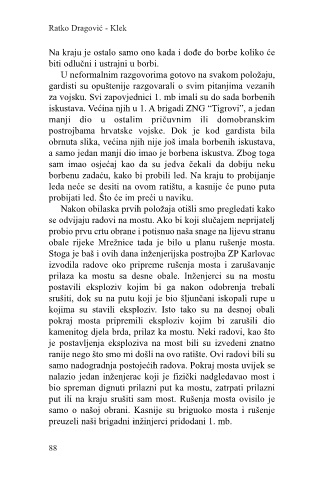 Ratko Dragović - Klek
Na kraju je ostalo samo ono kada i dođe do borbe koliko će
biti odlučni i ustrajni u borbi.
U neformalnim razgovorima gotovo na svakom položaju,
gardisti su opuštenije razgovarali o svim pitanjima vezanih
za vojsku. Svi zapovjednici 1. mb imali su do sada borbenih
iskustava. Većina njih u 1. A brigadi ZNG “Tigrovi”, a jedan
manji dio u ostalim pričuvnim ili domobranskim
postrojbama hrvatske vojske. Dok je kod gardista bila
obrnuta slika, većina njih nije još imala borbenih iskustava,
a samo jedan manji dio imao je borbena iskustva. Zbog toga
sam imao osjećaj kao da su jedva čekali da dobiju neku
borbenu zadaću, kako bi probili led. Na kraju to probijanje
leda neće se desiti na ovom ratištu, a kasnije će puno puta
probijati led. Što će im preći u naviku.
Nakon obilaska prvih položaja otišli smo pregledati kako
se odvijaju radovi na mostu. Ako bi koji slučajem neprijatelj
probio prvu crtu obrane i potisnuo naša snage na lijevu stranu
obale rijeke Mrežnice tada je bilo u planu rušenje mosta.
Stoga je baš i ovih dana inženjerijska postrojba ZP Karlovac
izvodila radove oko pripreme rušenja mosta i zarušavanje
prilaza ka mostu sa desne obale. Inženjerci su na mostu
postavili eksploziv kojim bi ga nakon odobrenja trebali
srušiti, dok su na putu koji je bio šljunčani iskopali rupe u
kojima su stavili eksploziv. Isto tako su na desnoj obali
pokraj mosta pripremili eksploziv kojim bi zarušili dio
kamenitog djela brda, prilaz ka mostu. Neki radovi, kao što
je postavljenja eksploziva na most bili su izvedeni znatno
ranije nego što smo mi došli na ovo ratište. Ovi radovi bili su
samo nadogradnja postojećih radova. Pokraj mosta uvijek se
nalazio jedan inženjerac koji je fizički nadgledavao most i
bio spreman dignuti prilazni put ka mostu, zatrpati prilazni
put ili na kraju srušiti sam most. Rušenja mosta ovisilo je
samo o našoj obrani. Kasnije su briguoko mosta i rušenje
preuzeli naši brigadni inžinjerci pridodani 1. mb.
88